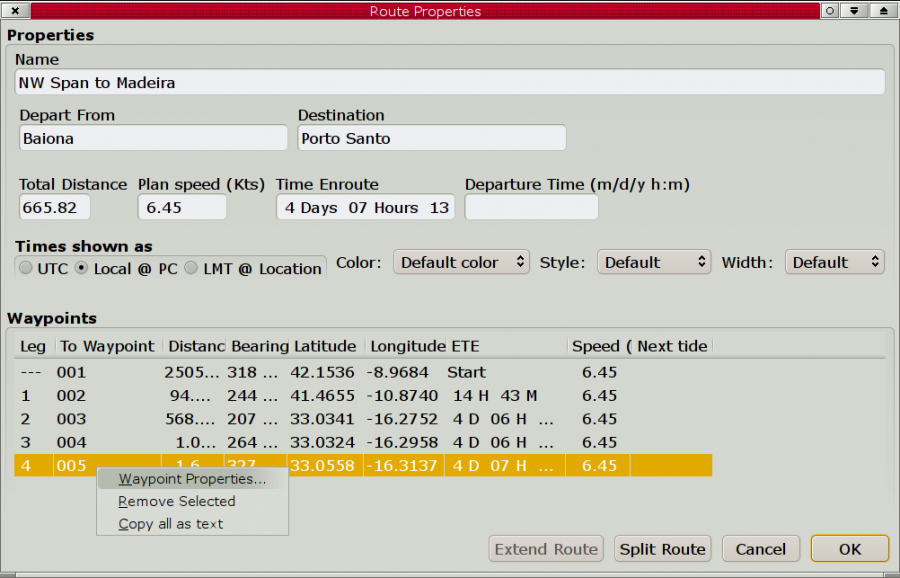 Route Properties
Properties
Name
NW Span to Madeira
Depart From Destination
Baiona Porto Santo
Total Distance Plan speed (Kts) Time Enroute Departure Time (m/d/y h:m)
665.82 6.45 4 Days 07 Hours 13
Times shown as
UTC Local @ PC LMT @ Location Color: Default color Style: Default Width: Default
Waypoints
Leg To Waypoint Distanc Bearing Latitude Longitude ETE Speed ( Next tide
--- 001 2505... 318 ... 42.1536 -8.9684 Start 6.45
1 002 94.... 244 ... 41.4655 -10.8740 14 H 43 M 6.45
2 003 568.... 207 ... 33.0341 -16.2752 4 D 06 H ... 6.45
3 004 1.0... 264 ... 33.0324 -16.2958 4 D 06 H ... 6.45
4 005 1.6 327 33.0558 -16.3137 4 D 07 H ... 6.45
Waypoint Properties...
Remove Selected
Copy all as text
Extend Route Split Route Cancel OK